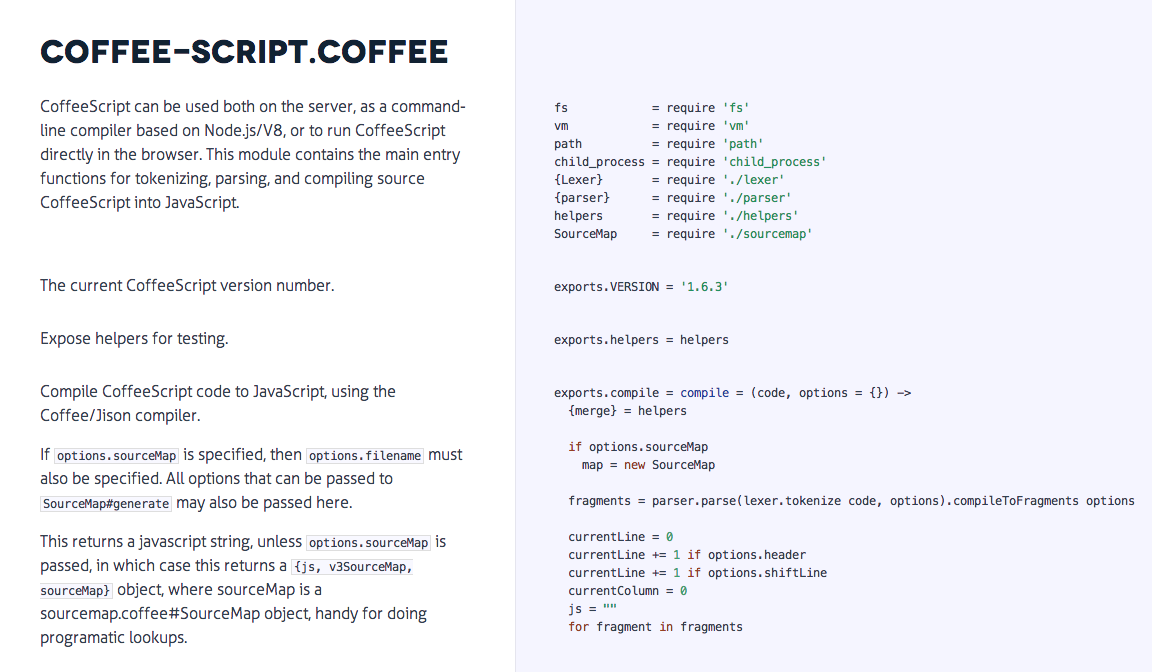 COFFEE-SCRIPT.COFFEE
CoffeeScript can be used both on the server, as a command-
line compiler based on Node.js/V8, or to run CoffeeScript
directly in the browser. This module contains the main entry
functions for tokenizing, parsing, and compiling source
CoffeeScript into JavaScript.
fs            = require 'fs'
vm            = require 'vm'
path          = require 'path'
child_process = require 'child_process'
{Lexer}       = require './lexer'
{parser}      = require './parser'
helpers       = require './helpers'
SourceMap     = require './sourcemap'
The current CoffeeScript version number.
exports.VERSION = '1.6.3'
Expose helpers for testing.
exports.helpers = helpers
Compile CoffeeScript code to JavaScript, using the
Coffee/Jison compiler.
If options.sourceMap is specified, then options.filename must
also be specified. All options that can be passed to
SourceMap#generate may also be passed here.
This returns a javascript string, unless options.sourceMap is
passed, in which case this returns a {js, v3SourceMap,
sourceMap} object, where sourceMap is a
sourcemap.coffee#SourceMap object, handy for doing
programatic lookups.
exports.compile = compile = (code, options = {}) ->
  {merge} = helpers
  if options.sourceMap
    map = new SourceMap
  fragments = parser.parse(lexer.tokenize code, options).compileToFragments options
  currentLine = 0
  currentLine += 1 if options.header
  currentLine += 1 if options.shiftLine
  currentColumn = 0
  js = ""
  for fragment in fragments